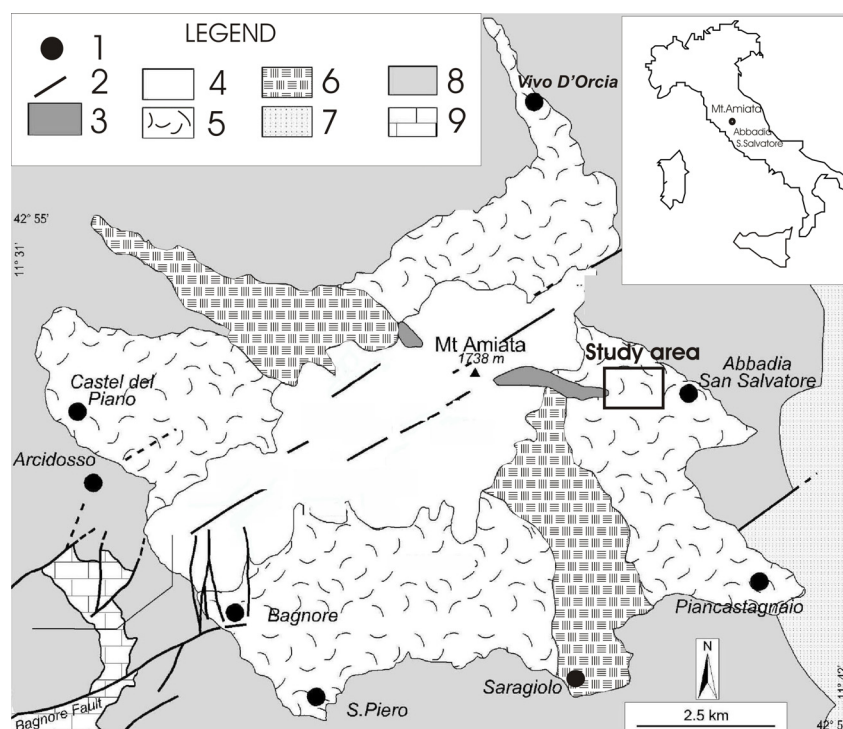 LEGEND
1
2
3
4
5
6
7
8
9
Vivo D'Orcia
Mt.Amiata
Abbadia
S.Salvatore
42° 55'
11° 31'
Mt Amiata
1738 m
Study area
Abbadia
San Salvatore
Castel del
Piano
Arcidosso
Bagnore
Piancastagnaio
Saragiolo
S.Piero
Bagnore Fault
N
2.5 km
11° 42'